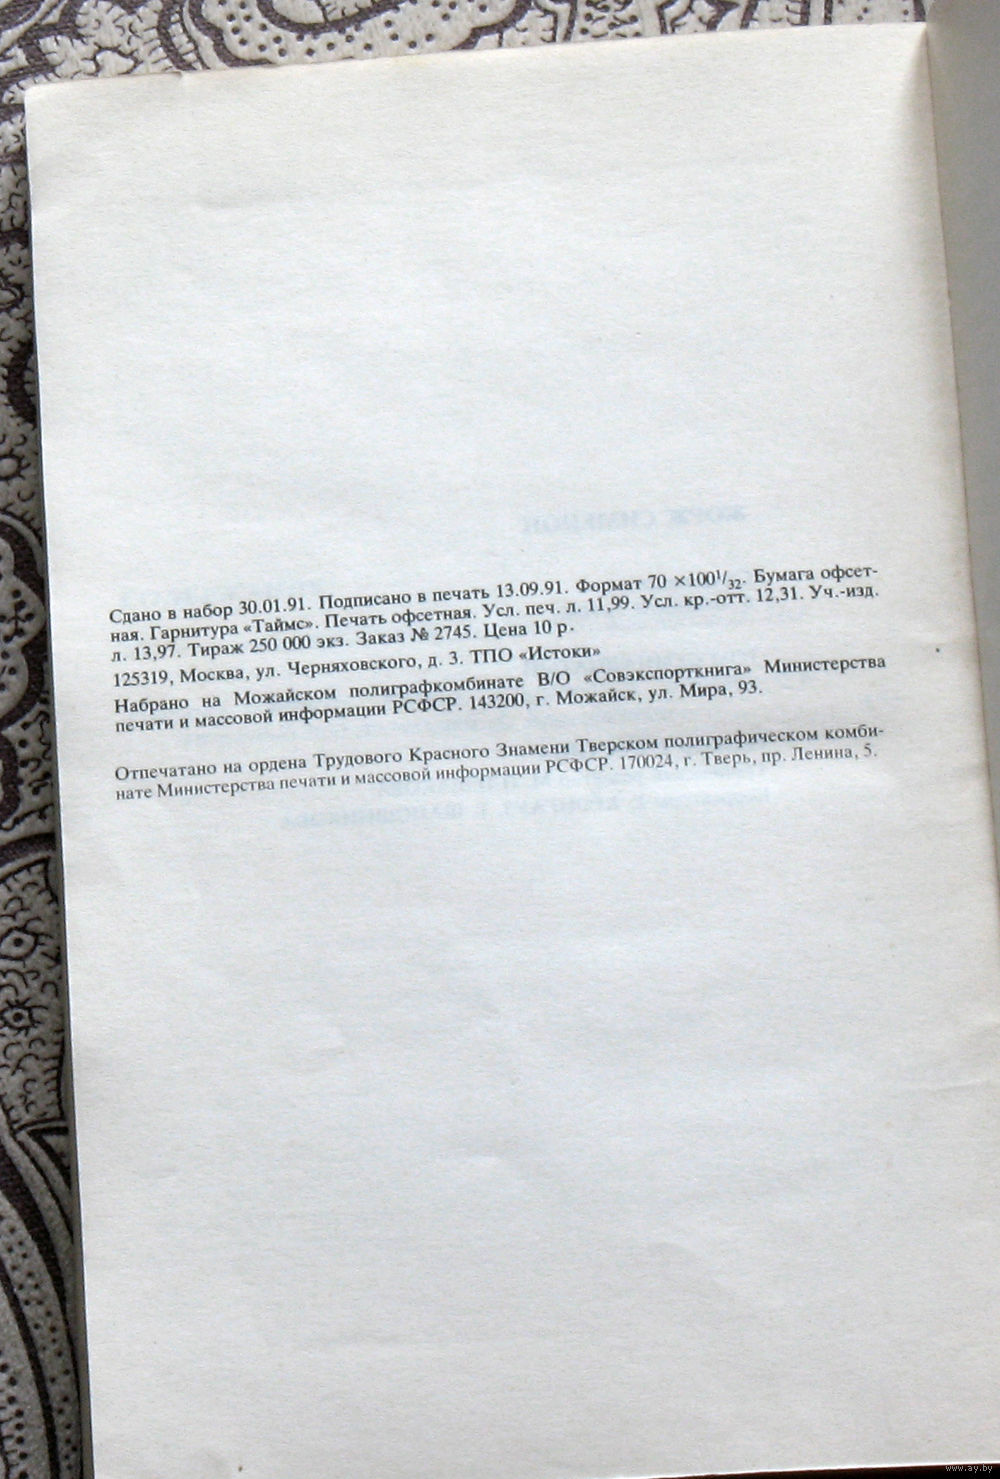 Сдано в набор 30.01.91. Подписано в печать 13.09.91. Формат 70 ×100¹/₃₂. Бумага офсет-
ная. Гарнитура «Таймс». Печать офсетная. Усл. печ. л. 11,99. Усл. кр.-отт. 12,31. Уч.-изд.
л. 13,97. Тираж 250 000 экз. Заказ № 2745. Цена 10 р.
125319, Москва, ул. Черняховского, д. 3. ТПО «Истоки»
Набрано на Можайском полиграфкомбинате В/О «Совэкспорткнига» Министерства
печати и массовой информации РСФСР. 143200, г. Можайск, ул. Мира, 93.
Отпечатано на ордена Трудового Красного Знамени Тверском полиграфическом комби-
нате Министерства печати и массовой информации РСФСР. 170024, г. Тверь, пр. Ленина, 5.
www.ay.by